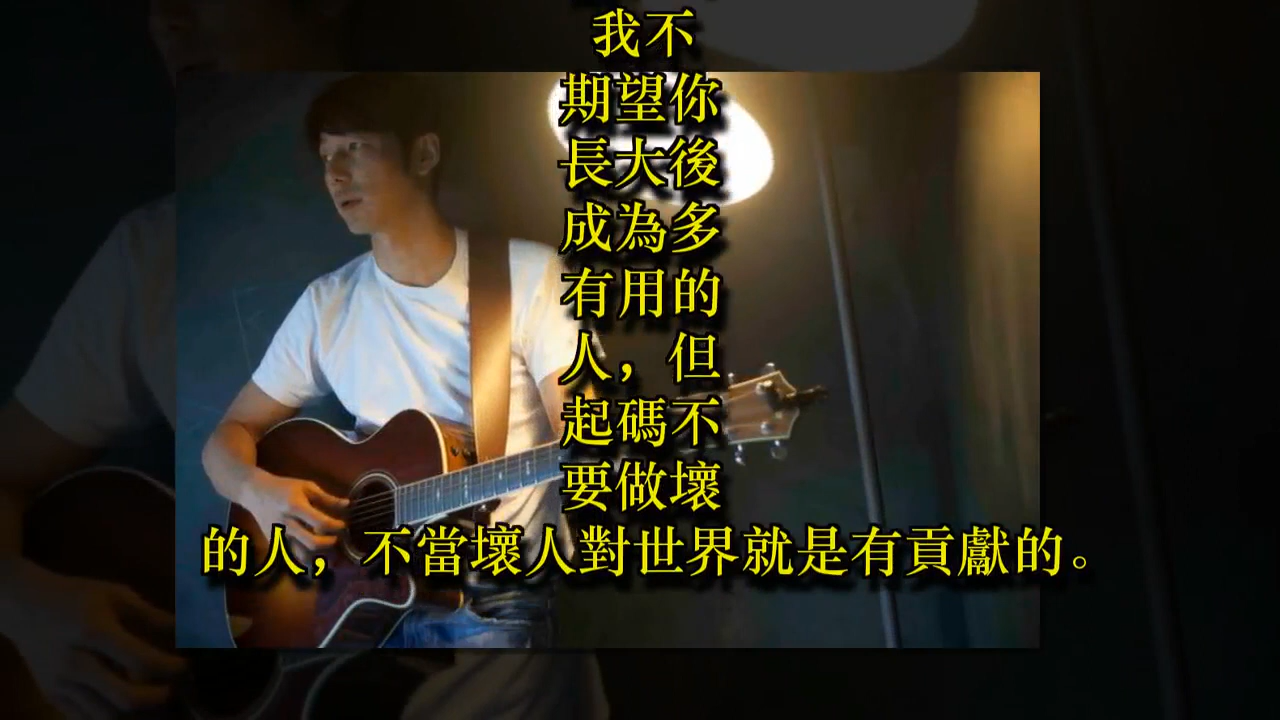 我不
期望你
長大後
成為多
有用的
人，但
起碼不
要做壞
的人，不當壞人對世界就是有貢獻的。